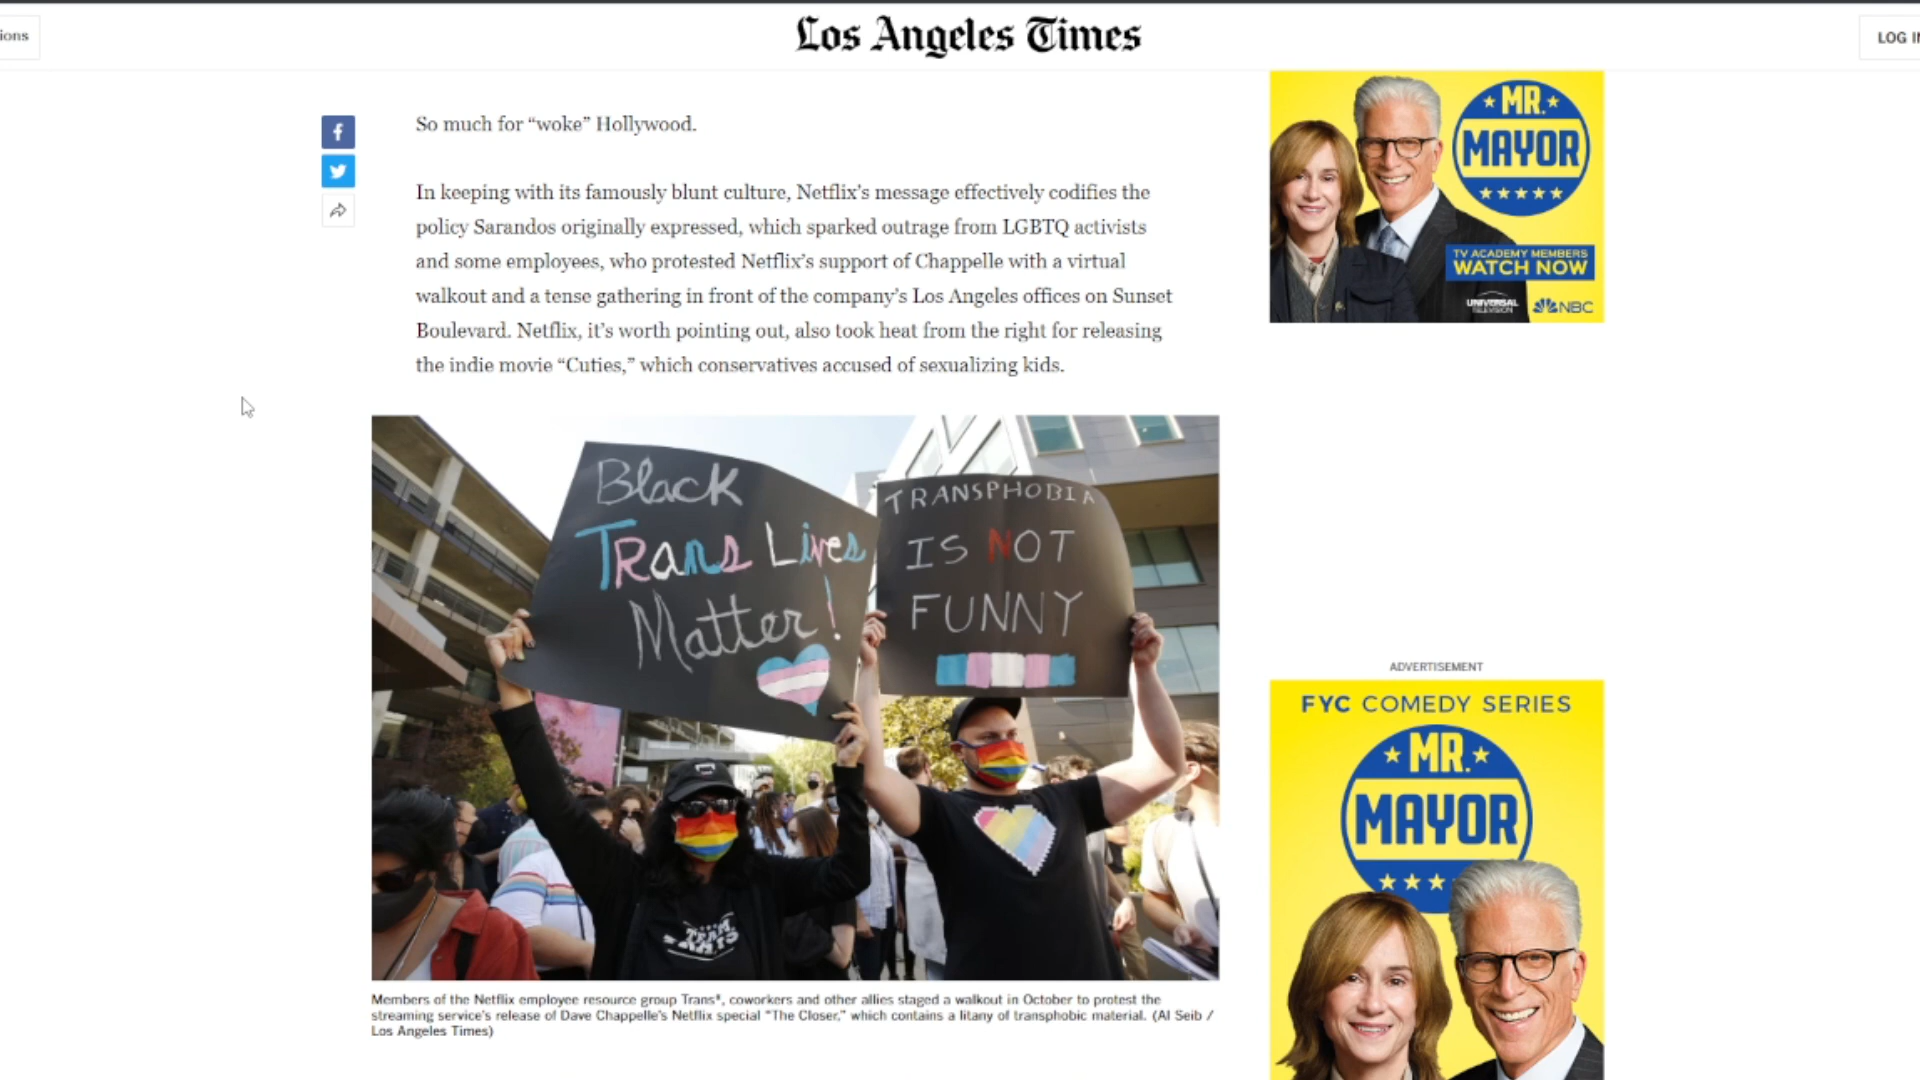 ions
Los Angeles Times
LOG IN
So much for “woke” Hollywood.
In keeping with its famously blunt culture, Netflix’s message effectively codifies the
policy Sarandos originally expressed, which sparked outrage from LGBTQ activists
and some employees, who protested Netflix’s support of Chappelle with a virtual
walkout and a tense gathering in front of the company’s Los Angeles offices on Sunset
Boulevard. Netflix, it’s worth pointing out, also took heat from the right for releasing
the indie movie “Cuties,” which conservatives accused of sexualizing kids.
MR.
MAYOR
TV ACADEMY MEMBERS
WATCH NOW
UNIVERSAL
TELEVISION
NBC
Black
Trans Lives
Matter!
TRANSPHOBIA
IS NOT
FUNNY
TEAM
Members of the Netflix employee resource group Trans*, coworkers and other allies staged a walkout in October to protest the
streaming service’s release of Dave Chappelle’s Netflix special “The Closer,” which contains a litany of transphobic material. (Al Seib /
Los Angeles Times)
ADVERTISEMENT
FYC COMEDY SERIES
MR.
MAYOR